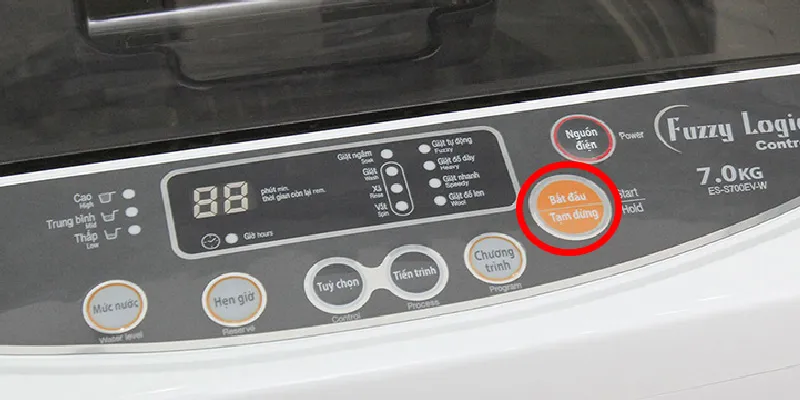 Cao
High
Trung bình
Mid
Thấp
Low
Mức nước
Water level
88
phút min.
thời gian còn lại rem.
Giờ hours
Giặt ngâm
Soak
Giặt
Wash
Xả
Rinse
Vắt
Spin
Giặt tự động
Fuzzy
Giặt đồ dày
Heavy
Giặt nhanh
Speedy
Giặt đồ len
Wool
Hẹn giờ
Reserve
Tuỳ chọn
Control
Tiến trình
Process
Chương
trình
Program
Nguồn
điện
Power
Bắt đầu
Tạm dừng
Start
Hold
Fuzzy Logic
Control
7.0KG
ES-S700EV-W